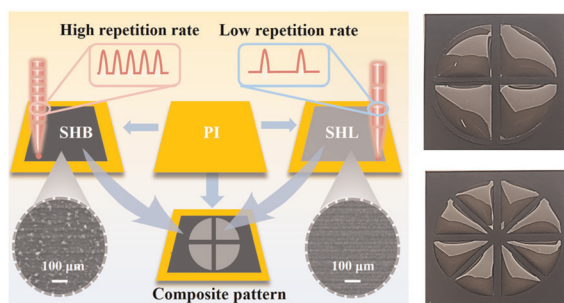 High repetition rate
Low repetition rate
SHB
PI
SHL
100 μm
100 μm
Composite pattern